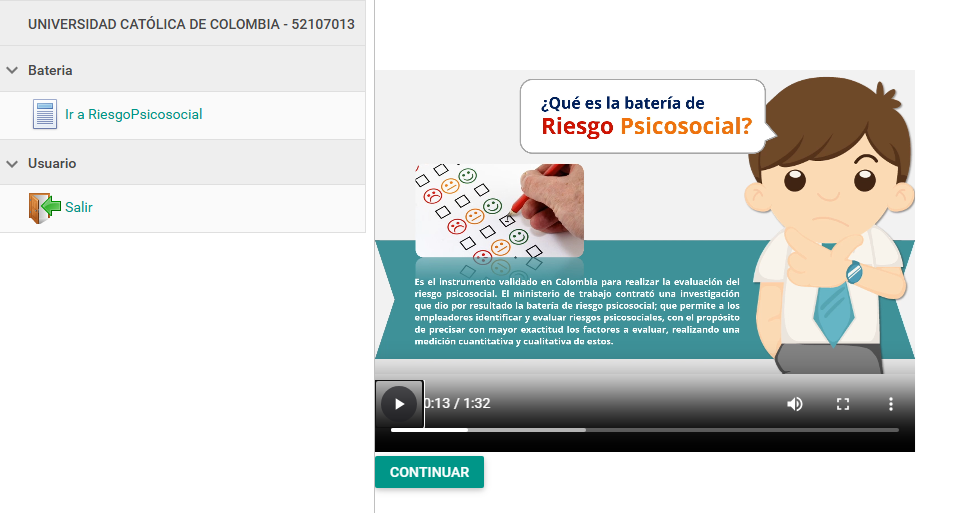 UNIVERSIDAD CATÓLICA DE COLOMBIA - 52107013
Bateria
Ir a RiesgoPsicosocial
Usuario
Salir
¿Qué es la batería de
Riesgo Psicosocial?
Es el instrumento validado en Colombia para realizar la evaluación del
riesgo psicosocial. El ministerio de trabajo contrató una investigación
que dio por resultado la batería de riesgo psicosocial; que permite a los
empleadores identificar y evaluar riesgos psicosociales, con el propósito
de precisar con mayor exactitud los factores a evaluar, realizando una
medición cuantitativa y cualitativa de estos.
0:13 / 1:32
CONTINUAR